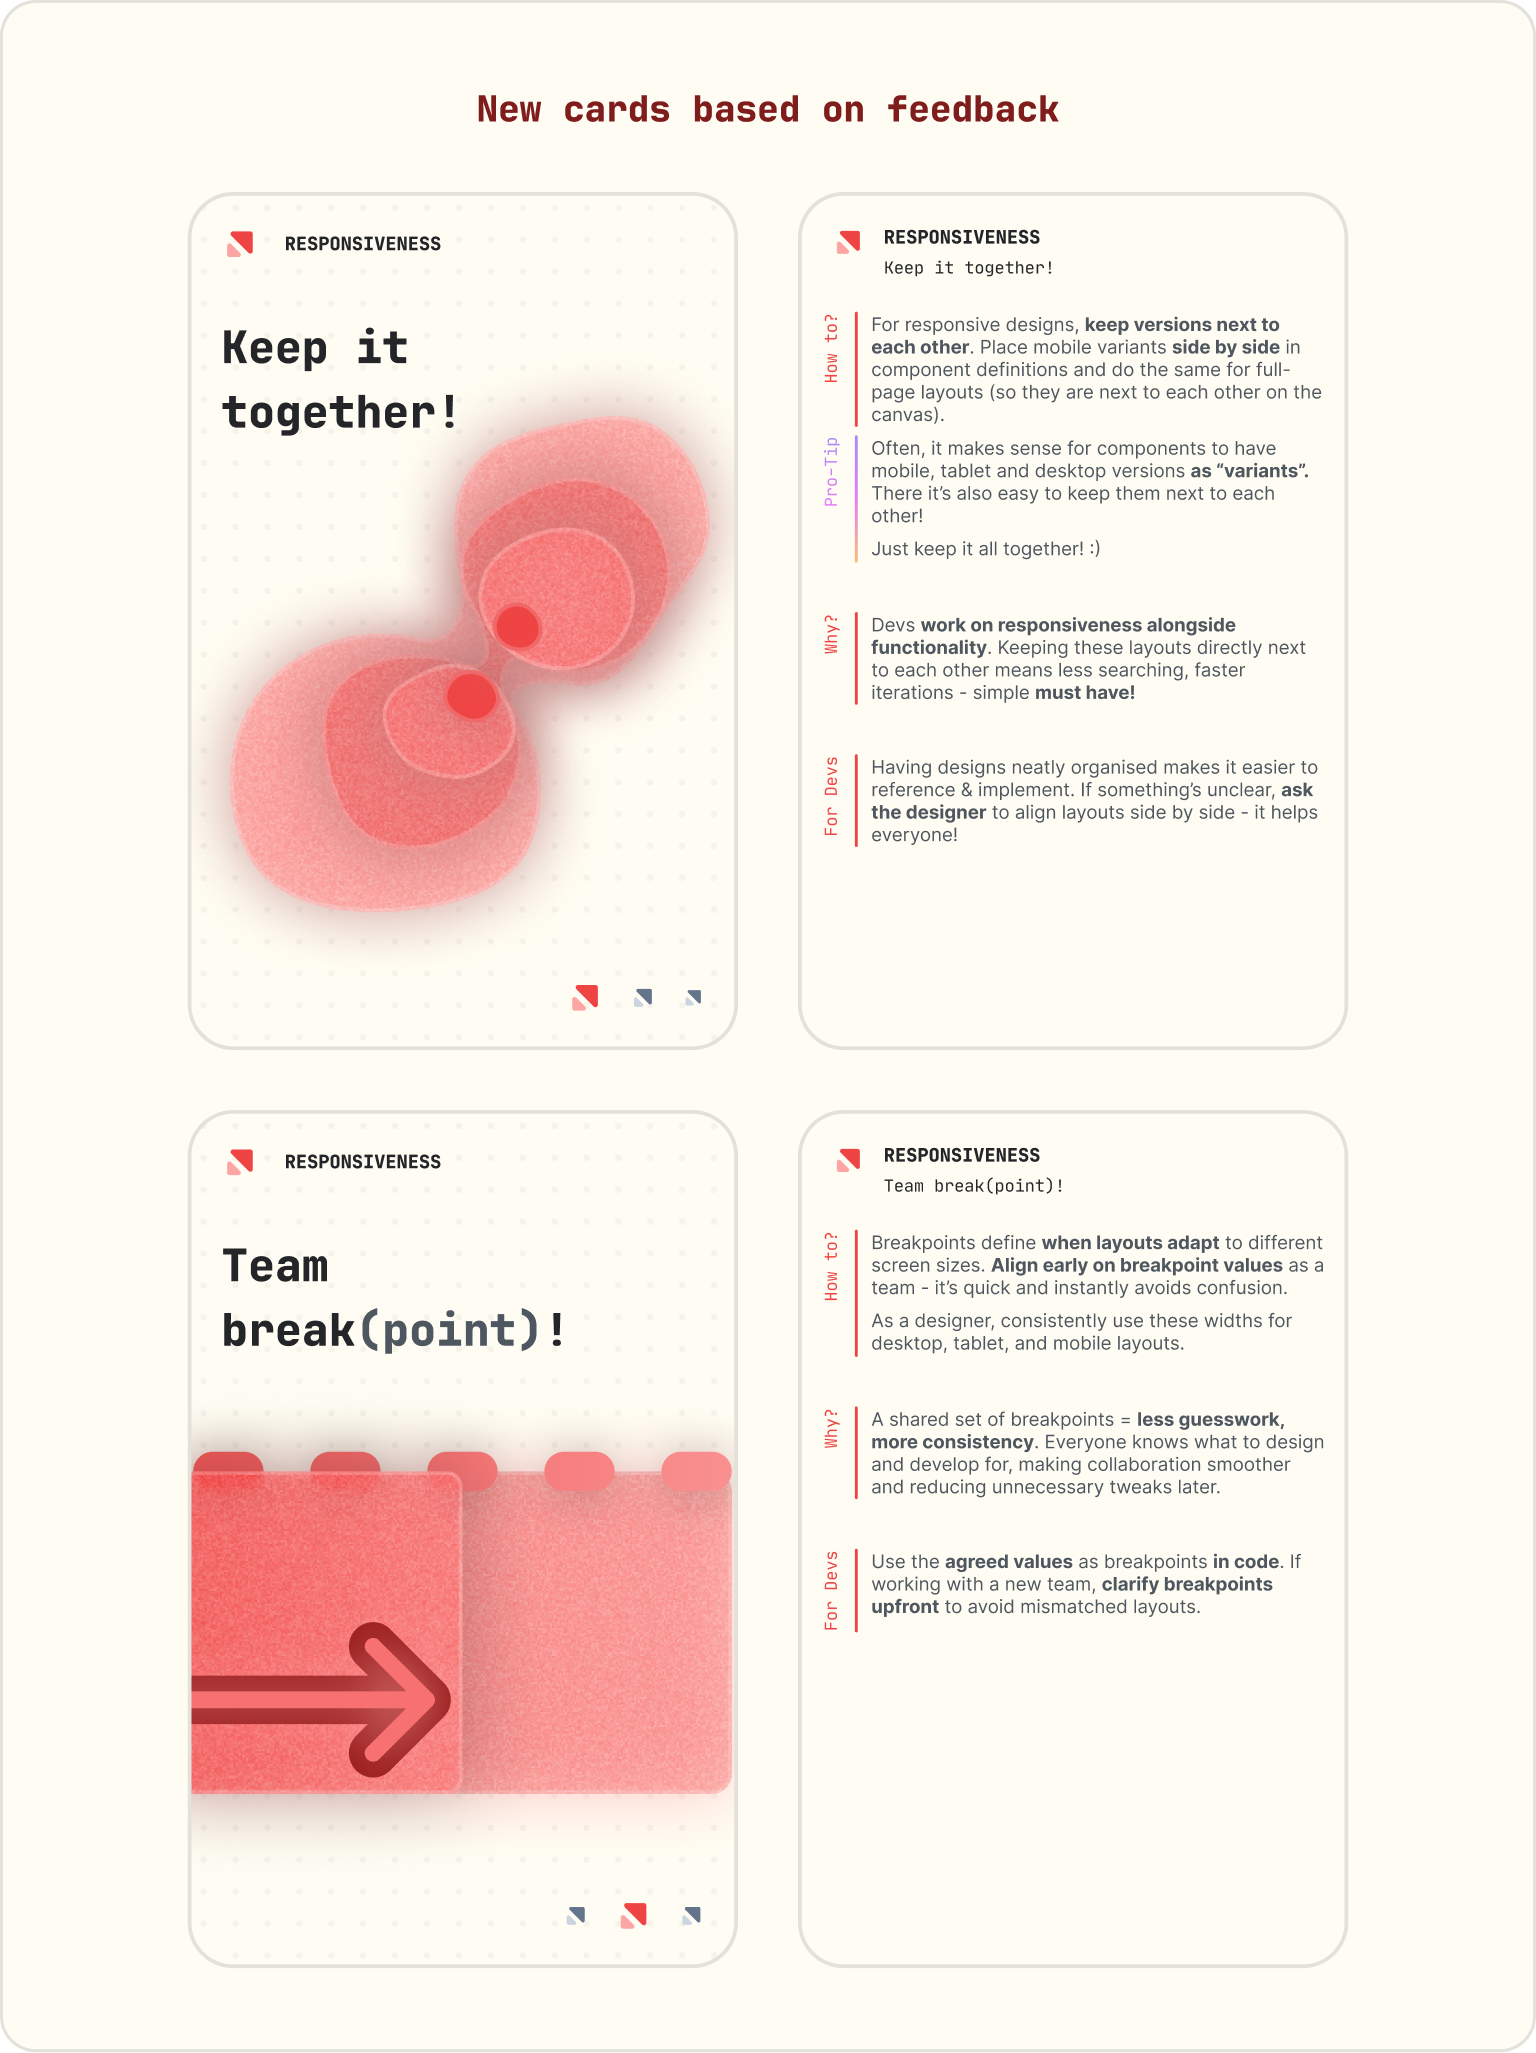 New cards based on feedback
RESPONSIVENESS
Keep it
together!
RESPONSIVENESS
Keep it together!
How to?
For responsive designs, keep versions next to
each other. Place mobile variants side by side in
component definitions and do the same for full-
page layouts (so they are next to each other on the
canvas).
Pro-Tip
Often, it makes sense for components to have
mobile, tablet and desktop versions as “variants”.
There it’s also easy to keep them next to each
other!
Just keep it all together! :)
Why?
Devs work on responsiveness alongside
functionality. Keeping these layouts directly next
to each other means less searching, faster
iterations - simple must have!
For Devs
Having designs neatly organised makes it easier to
reference & implement. If something’s unclear, ask
the designer to align layouts side by side - it helps
everyone!
RESPONSIVENESS
Team
break(point)!
RESPONSIVENESS
Team break(point)!
How to?
Breakpoints define when layouts adapt to different
screen sizes. Align early on breakpoint values as a
team - it’s quick and instantly avoids confusion.
As a designer, consistently use these widths for
desktop, tablet, and mobile layouts.
Why?
A shared set of breakpoints = less guesswork,
more consistency. Everyone knows what to design
and develop for, making collaboration smoother
and reducing unnecessary tweaks later.
For Devs
Use the agreed values as breakpoints in code. If
working with a new team, clarify breakpoints
upfront to avoid mismatched layouts.